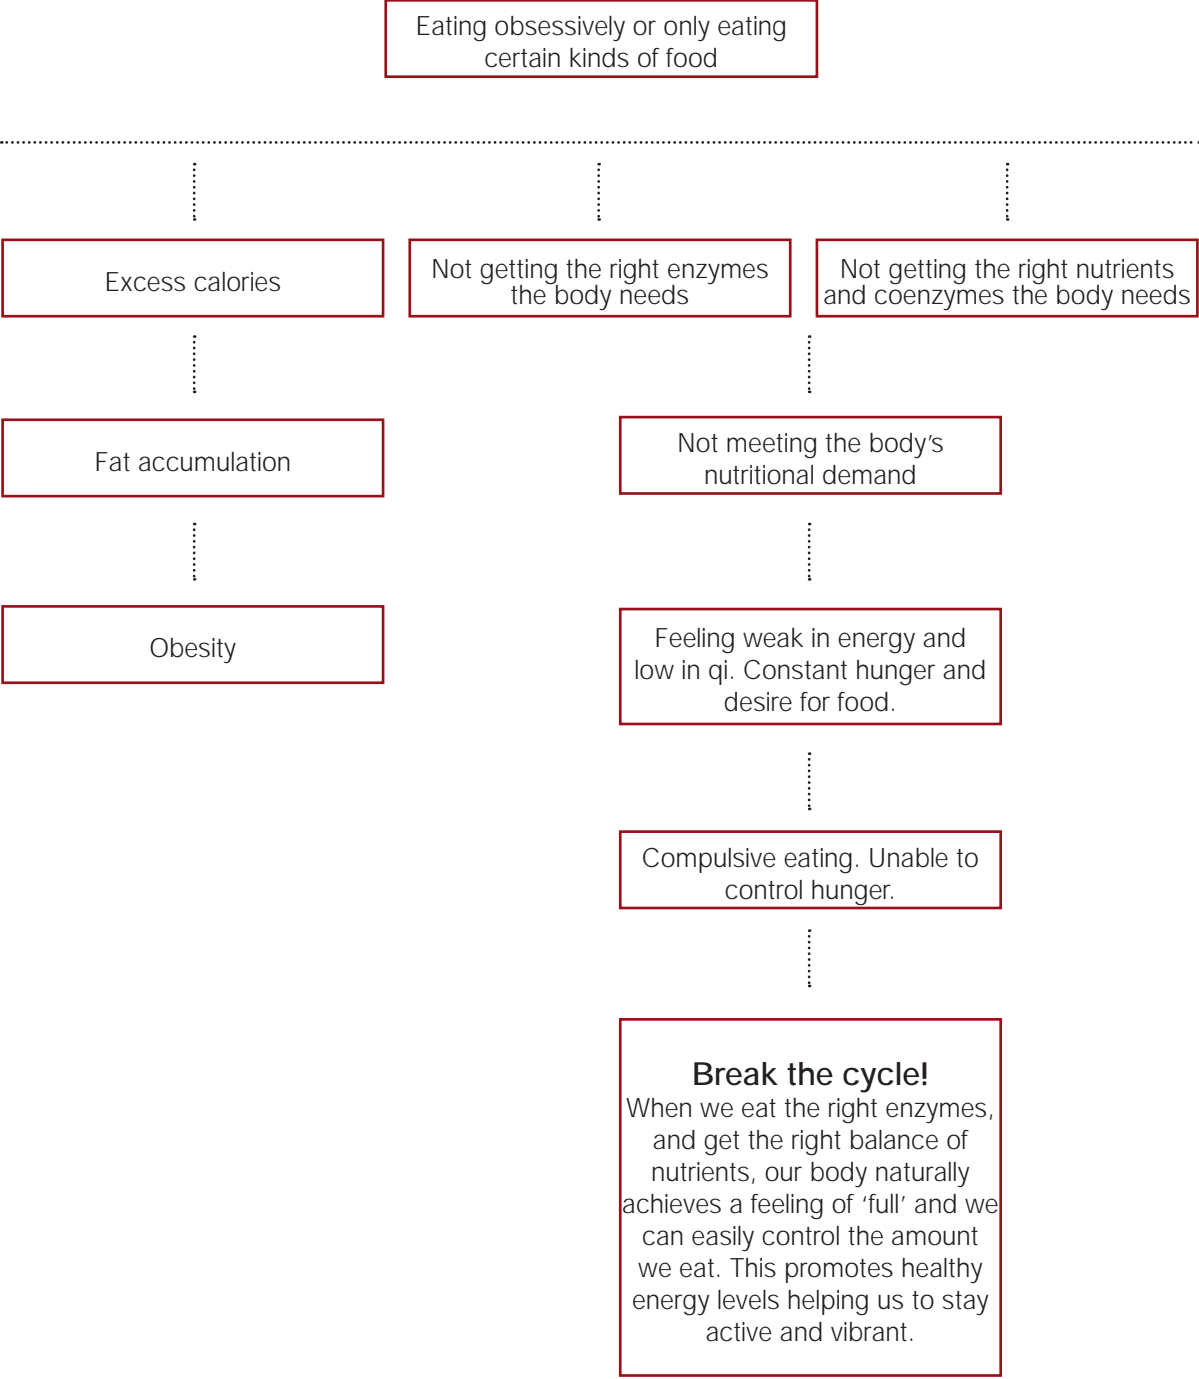 Eating obsessively or only eating
certain kinds of food
Excess calories
Not getting the right enzymes
the body needs
Not getting the right nutrients
and coenzymes the body needs
Fat accumulation
Not meeting the body’s
nutritional demand
Obesity
Feeling weak in energy and
low in qi. Constant hunger and
desire for food.
Compulsive eating. Unable to
control hunger.
Break the cycle!
When we eat the right enzymes,
and get the right balance of
nutrients, our body naturally
achieves a feeling of ‘full’ and we
can easily control the amount
we eat. This promotes healthy
energy levels helping us to stay
active and vibrant.